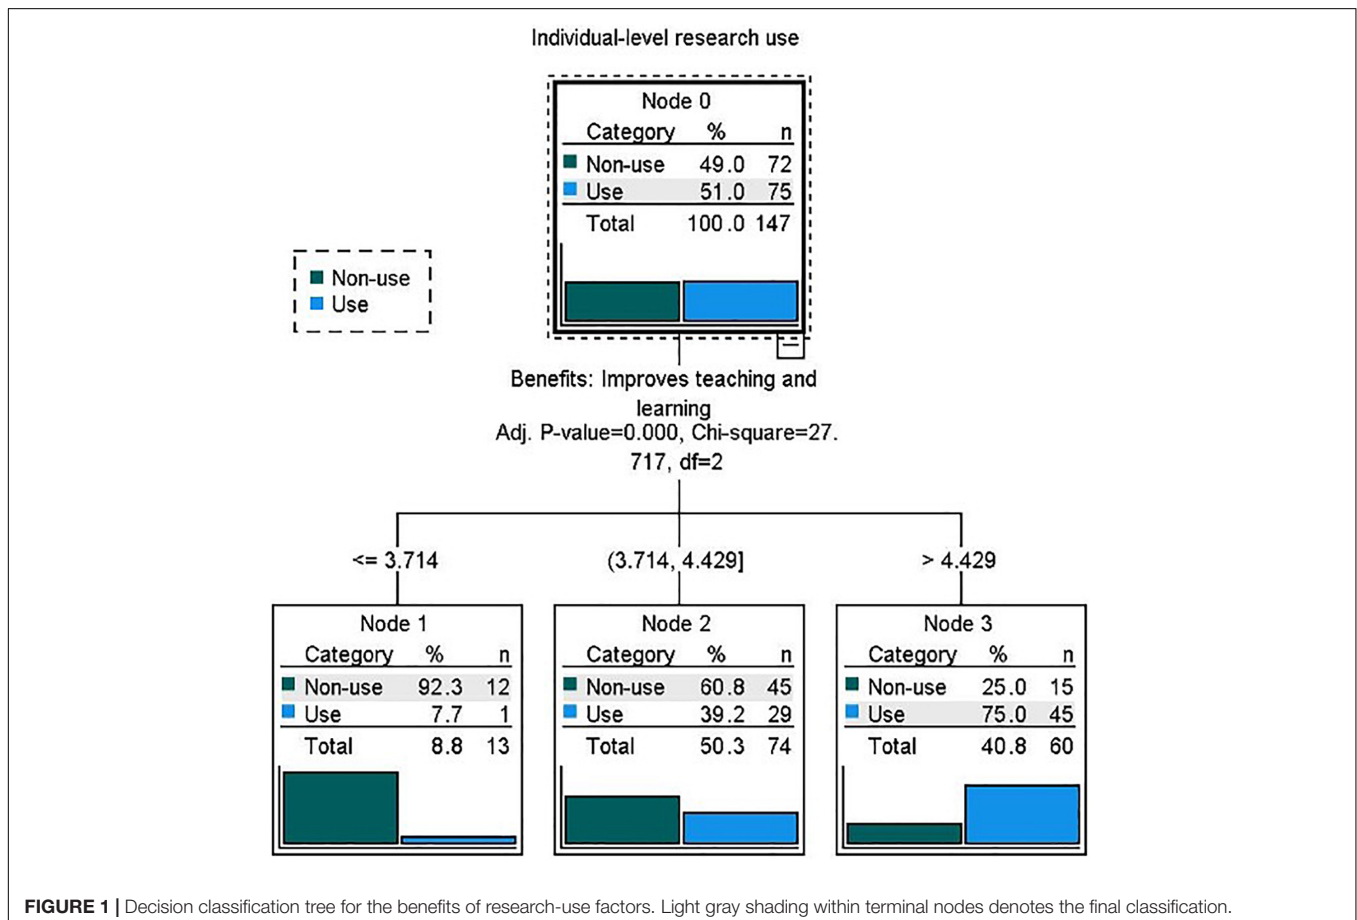 Individual-level research use
Node 0
Category % n
Non-use 49.0 72
Use 51.0 75
Total 100.0 147
Non-use
Use
Benefits: Improves teaching and
learning
Adj. P-value=0.000, Chi-square=27.
717, df=2
<= 3.714
(3.714, 4.429]
> 4.429
Node 1
Category % n
Non-use 92.3 12
Use 7.7 1
Total 8.8 13
Node 2
Category % n
Non-use 60.8 45
Use 39.2 29
Total 50.3 74
Node 3
Category % n
Non-use 25.0 15
Use 75.0 45
Total 40.8 60
FIGURE 1 | Decision classification tree for the benefits of research-use factors. Light gray shading within terminal nodes denotes the final classification.